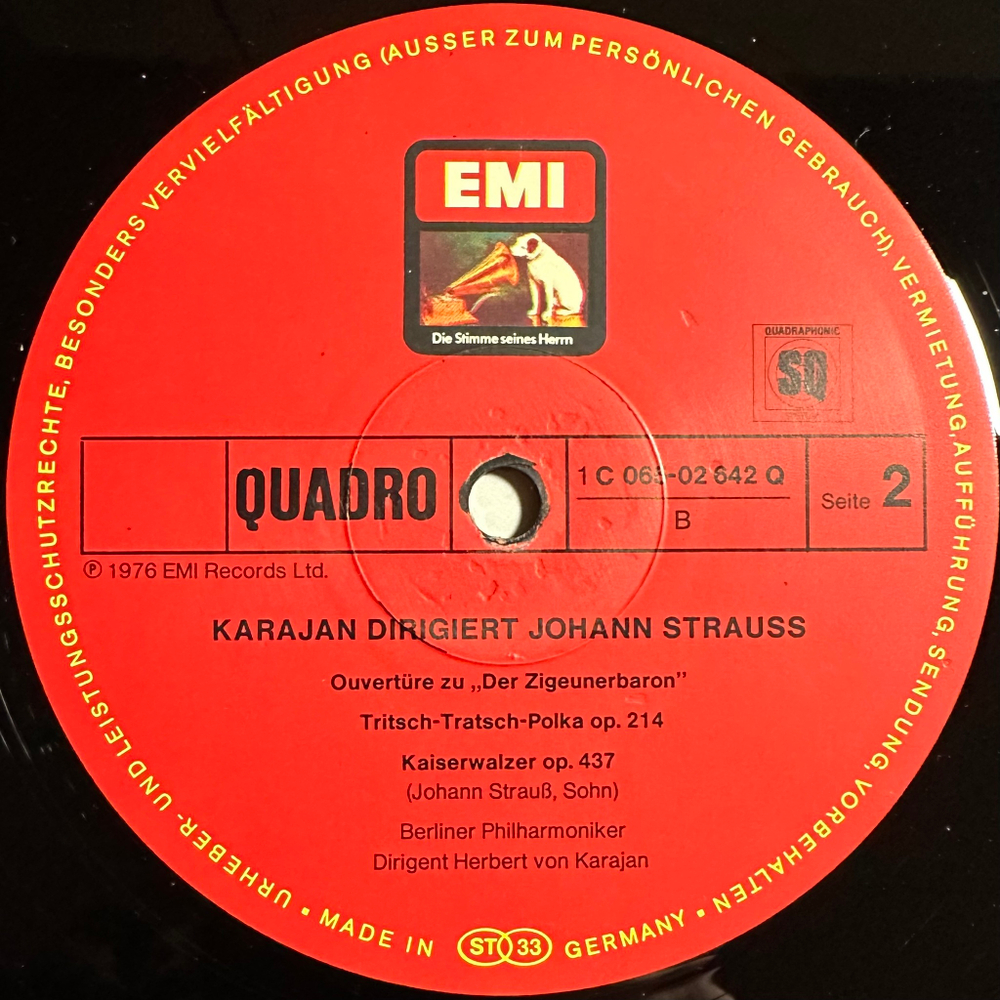 URHEBER- UND LEISTUNGSSCHUTZRECHTE, BESONDERS VERVIELFÄLTIGUNG (AUSSER ZUM PERSÖNLICHEN GEBRAUCH), VERMIETUNG, AUFFÜHRUNG, SENDUNG, VORBEHALTEN ▪
EMI
Die Stimme seines Herrn
QUADRAPHONIC
SQ
QUADRO
1 C 065-02 642 Q
B
Seite 2
℗ 1976 EMI Records Ltd.
KARAJAN DIRIGIERT JOHANN STRAUSS
Ouvertüre zu „Der Zigeunerbaron”
Tritsch-Tratsch-Polka op. 214
Kaiserwalzer op. 437
(Johann Strauß, Sohn)
Berliner Philharmoniker
Dirigent Herbert von Karajan
▪ MADE IN ST 33 GERMANY